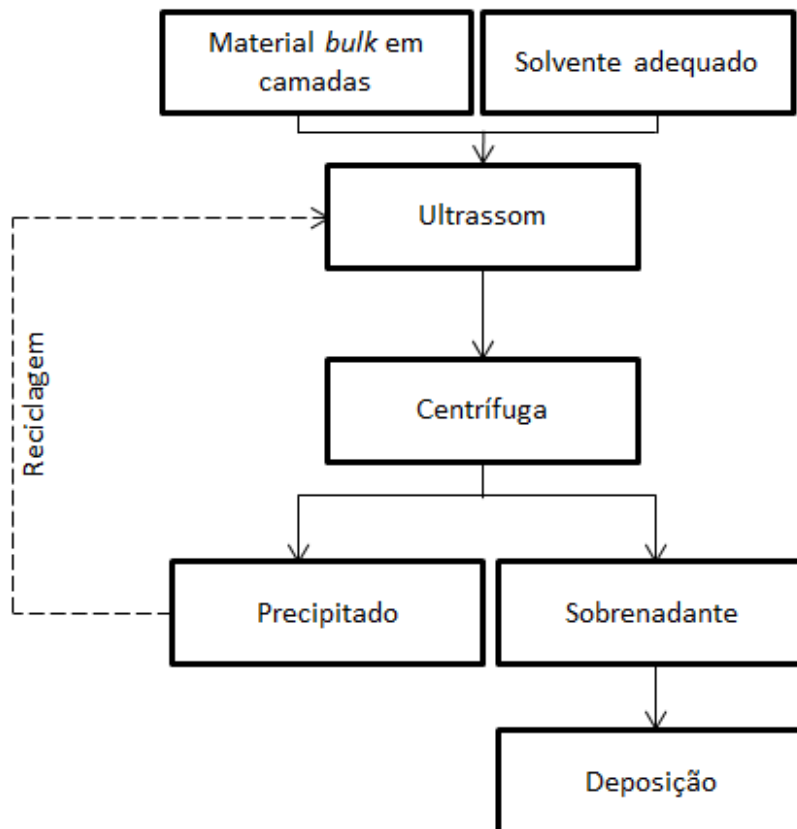 Material bulk em
camadas
Solvente adequado
Ultrassom
Reciclagem
Centrífuga
Precipitado
Sobrenadante
Deposição